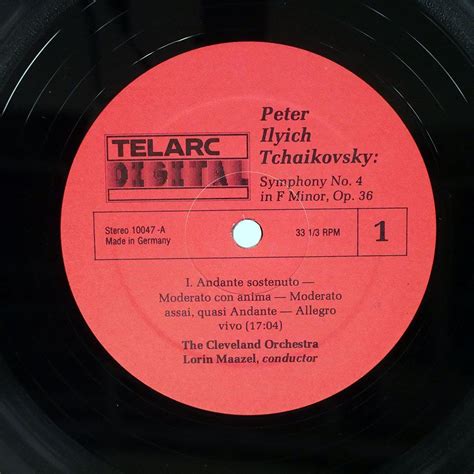 TELARC
DIGITAL
Peter
Ilyich
Tchaikovsky:
Symphony No. 4
in F Minor, Op. 36
Stereo 10047-A
Made in Germany
33 1/3 RPM
1
I. Andante sostenuto —
Moderato con anima — Moderato
assai, quasi Andante — Allegro
vivo (17:04)
The Cleveland Orchestra
Lorin Maazel, conductor